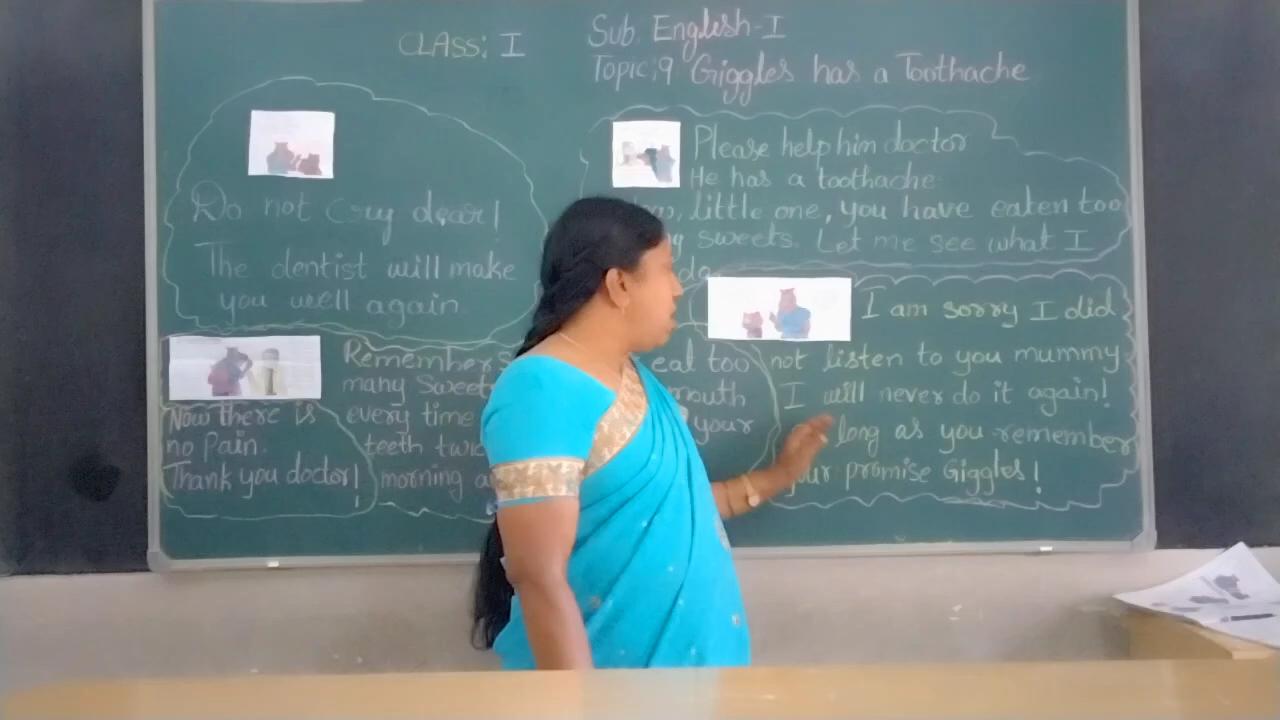 CLASS: I
Sub. English-I
Topic:9 Giggles has a Toothache
Do not Cry dear!
The dentist will make
you well again.
Please help him doctor
He has a toothache
little one, you have eaten too
sweets. Let me see what I
I am sorry I did
not listen to you mummy
I will never do it again!
long as you remember
your promise Giggles!
Now there is
no Pain.
Thank you doctor!
Remember eat too
many Sweets mouth
every time your
teeth twice
morning